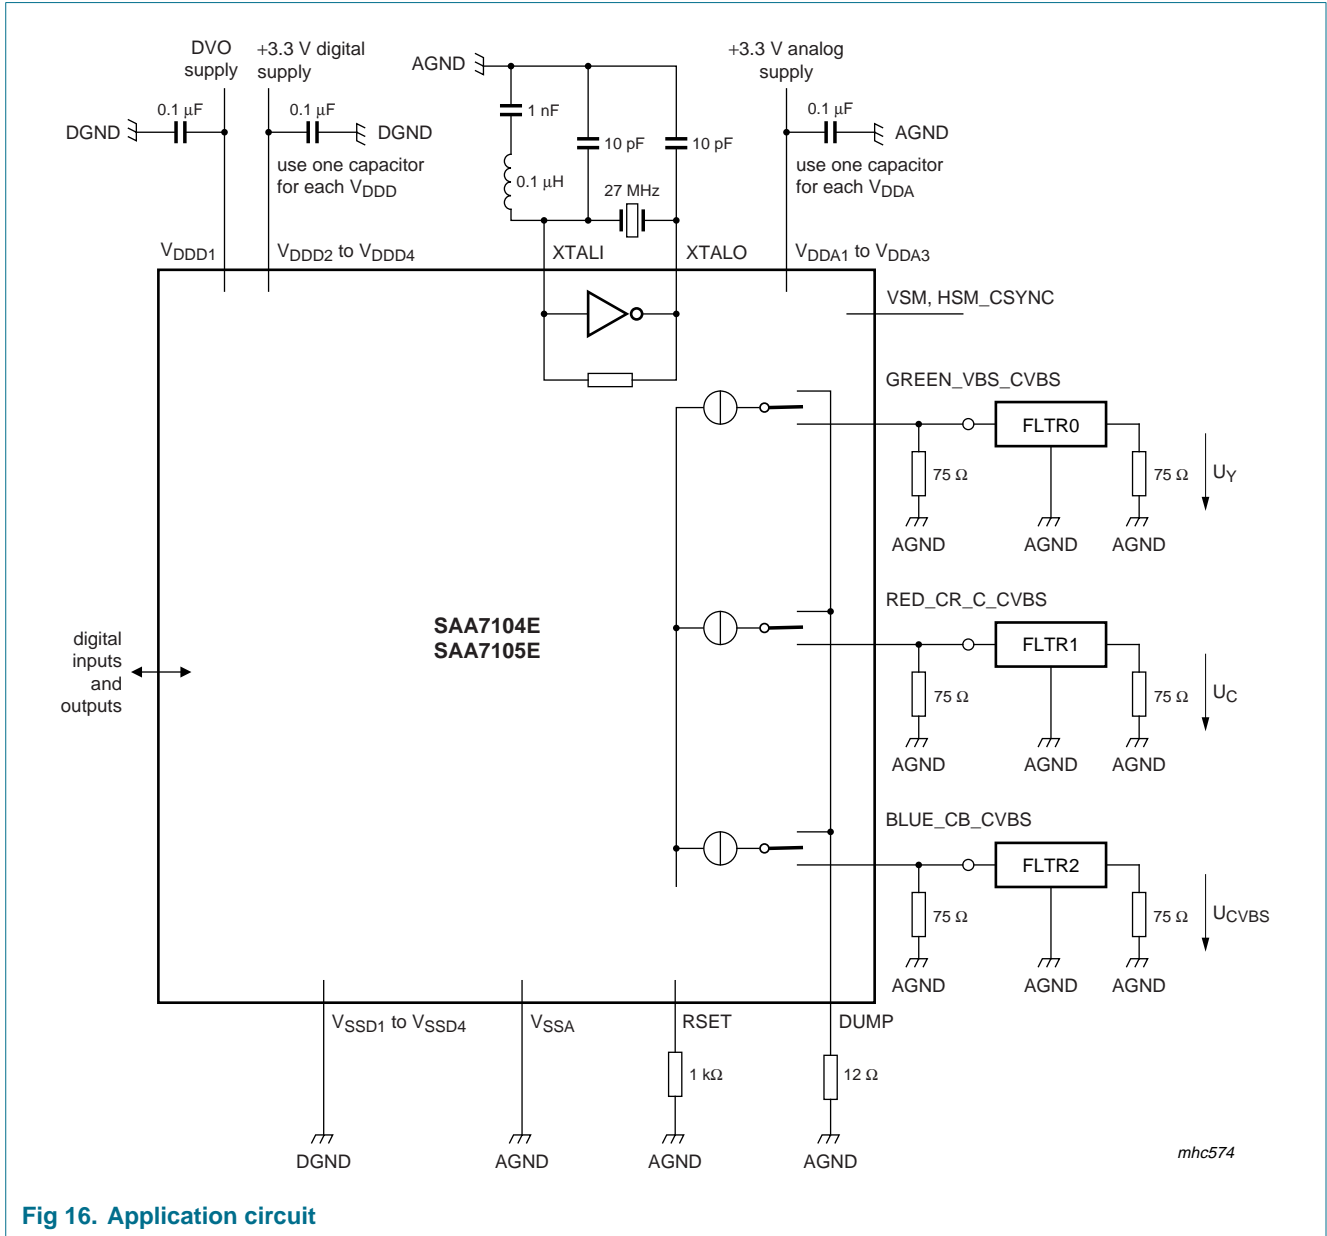 DVO
supply
+3.3 V digital
supply
AGND
+3.3 V analog
supply
0.1 μF
DGND
0.1 μF
DGND
use one capacitor
for each VDDD
1 nF
0.1 μH
10 pF
10 pF
27 MHz
0.1 μF
AGND
use one capacitor
for each VDDA
VDDD1
VDDD2 to VDDD4
XTALI
XTALO
VDDA1 to VDDA3
VSM, HSM_CSYNC
GREEN_VBS_CVBS
FLTR0
75 Ω
75 Ω
UY
AGND
AGND
AGND
RED_CR_C_CVBS
FLTR1
75 Ω
75 Ω
UC
AGND
AGND
AGND
SAA7104E
SAA7105E
digital
inputs
and
outputs
BLUE_CB_CVBS
FLTR2
75 Ω
75 Ω
UCVBS
AGND
AGND
AGND
VSSD1 to VSSD4
VSSA
RSET
DUMP
1 kΩ
12 Ω
DGND
AGND
AGND
AGND
mhc574
Fig 16. Application circuit